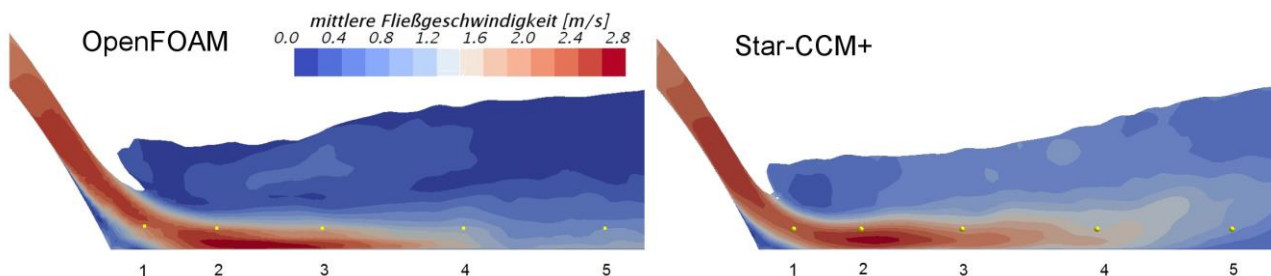 mittlere Fließgeschwindigkeit [m/s]
0.0 0.4 0.8 1.2 1.6 2.0 2.4 2.8
OpenFOAM
Star-CCM+
1 2 3 4 5
1 2 3 4 5